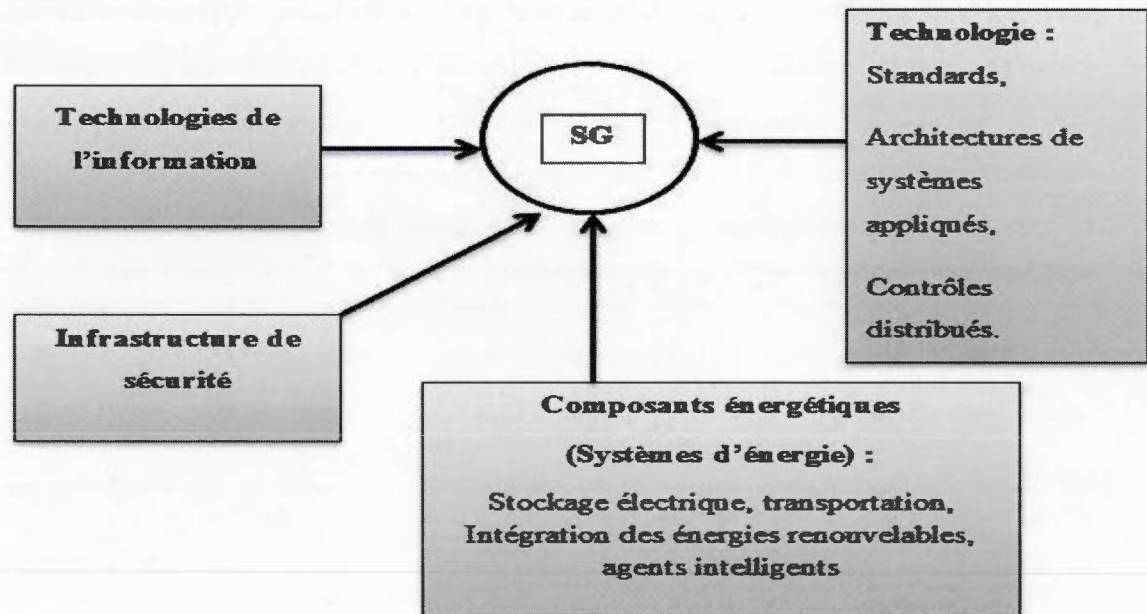 Technologies de
l'information
SG
Technologie :
Standards,
Architectures de
systèmes
appliqués,
Contrôles
distribués.
Infrastructure de
sécurité
Composants énergétiques
(Systèmes d'énergie) :
Stockage électrique, transportation,
Intégration des énergies renouvelables,
agents intelligents